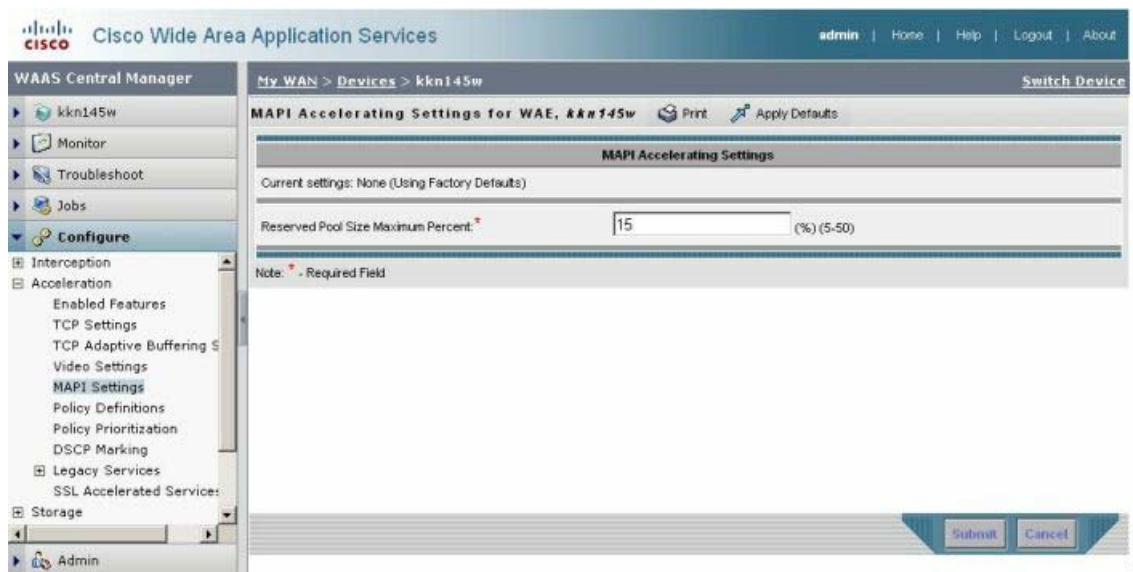 CISCO Cisco Wide Area Application Services
admin | Home | Help | Logout | About
WAAS Central Manager
kkn145w
Monitor
Troubleshoot
Jobs
Configure
Interception
Acceleration
Enabled Features
TCP Settings
TCP Adaptive Buffering S
Video Settings
MAPI Settings
Policy Definitions
Policy Prioritization
DSCP Marking
Legacy Services
SSL Accelerated Services
Storage
Admin
My WAN > Devices > kkn145w
Switch Device
MAPI Accelerating Settings for WAE, kkn145w Print Apply Defaults
MAPI Accelerating Settings
Current settings: None (Using Factory Defaults)
Reserved Pool Size Maximum Percent:* 15 (%) (5-50)
Note: * - Required Field
Submit Cancel